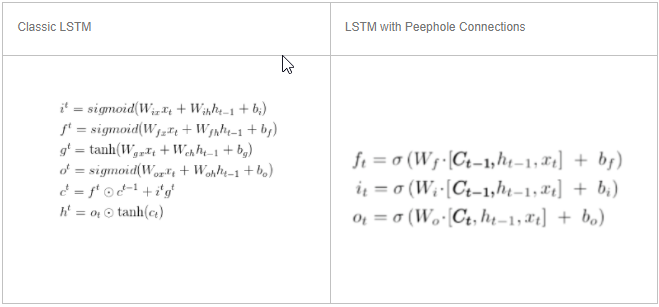 Classic LSTM
LSTM with Peephole Connections
i^t = sigmoid(W_{ix}x_t + W_{ih}h_{t-1} + b_i)
f^t = sigmoid(W_{fx}x_t + W_{fh}h_{t-1} + b_f)
g^t = tanh(W_{gx}x_t + W_{ch}h_{t-1} + b_g)
o^t = sigmoid(W_{ox}x_t + W_{oh}h_{t-1} + b_o)
c^t = f^t ⊙ c^{t-1} + i^t g^t
h^t = o_t ⊙ tanh(c_t)
f_t = σ (W_f·[C_{t-1}, h_{t-1}, x_t] + b_f)
i_t = σ (W_i·[C_{t-1}, h_{t-1}, x_t] + b_i)
o_t = σ (W_o·[C_t, h_{t-1}, x_t] + b_o)